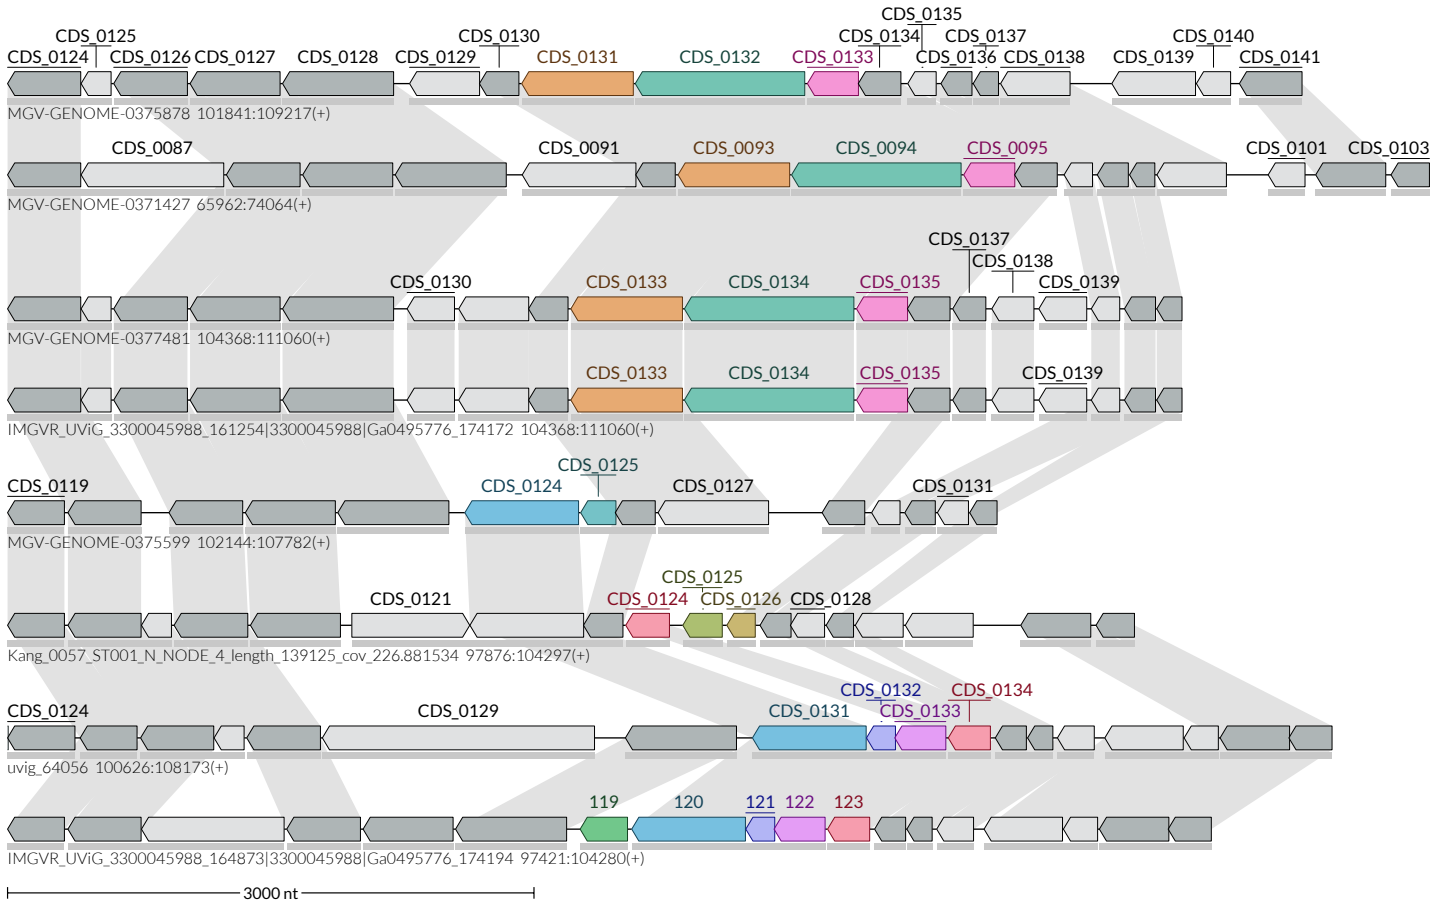 CDS_0135
CDS_0125 CDS_0130 CDS_0134 CDS_0137 CDS_0140
CDS_0124 CDS_0126 CDS_0127 CDS_0128 CDS_0129 CDS_0131 CDS_0132 CDS_0133 CDS_0136 CDS_0138 CDS_0139 CDS_0141
MGV-GENOME-0375878 101841:109217(+)
CDS_0087 CDS_0091 CDS_0093 CDS_0094 CDS_0095 CDS_0101 CDS_0103
MGV-GENOME-0371427 65962:74064(+)
CDS_0137
CDS_0138
CDS_0130 CDS_0133 CDS_0134 CDS_0135 CDS_0139
MGV-GENOME-0377481 104368:111060(+)
CDS_0133 CDS_0134 CDS_0135 CDS_0139
IMGVR_UViG_3300045988_161254|3300045988|Ga0495776_174172 104368:111060(+)
CDS_0125
CDS_0119 CDS_0124 CDS_0127 CDS_0131
MGV-GENOME-0375599 102144:107782(+)
CDS_0125
CDS_0121 CDS_0124 CDS_0126 CDS_0128
Kang_0057_ST001_N_NODE_4_length_139125_cov_226.881534 97876:104297(+)
CDS_0132 CDS_0134
CDS_0124 CDS_0129 CDS_0131 CDS_0133
uvig_64056 100626:108173(+)
119 120 121 122 123
IMGVR_UViG_3300045988_164873|3300045988|Ga0495776_174194 97421:104280(+)
3000 nt